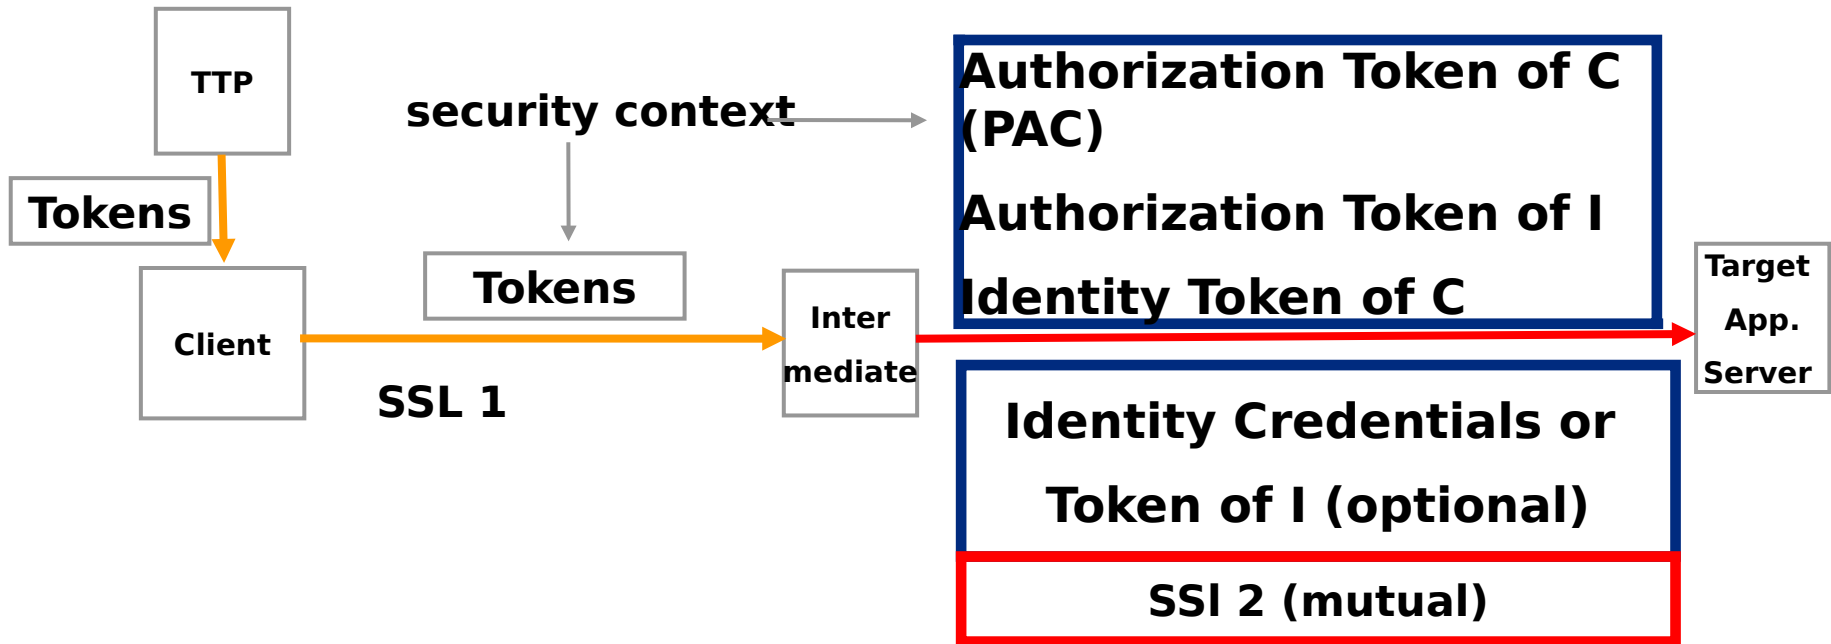 TTP
Tokens
Client
security context
Tokens
SSL 1
Inter
mediate
Authorization Token of C
(PAC)
Authorization Token of I
Identity Token of C
Identity Credentials or
Token of I (optional)
SSl 2 (mutual)
Target
App.
Server